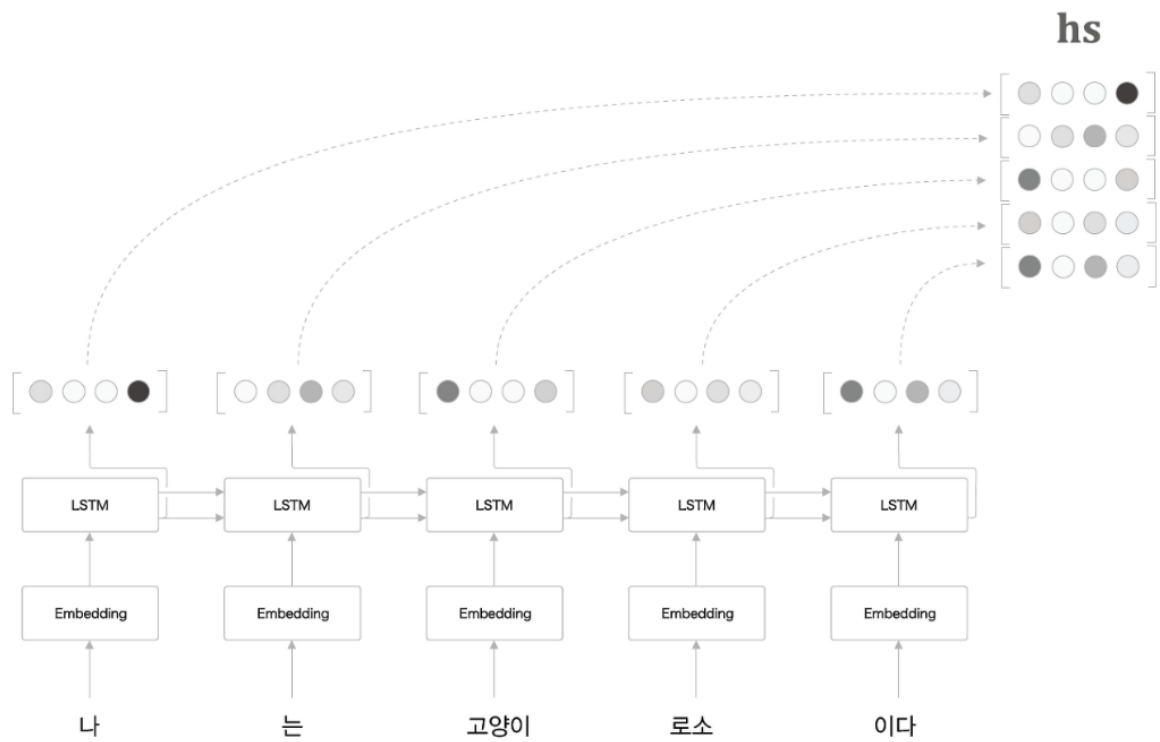 hs
LSTM LSTM LSTM LSTM LSTM
Embedding Embedding Embedding Embedding Embedding
나 는 고양이 로소 이다